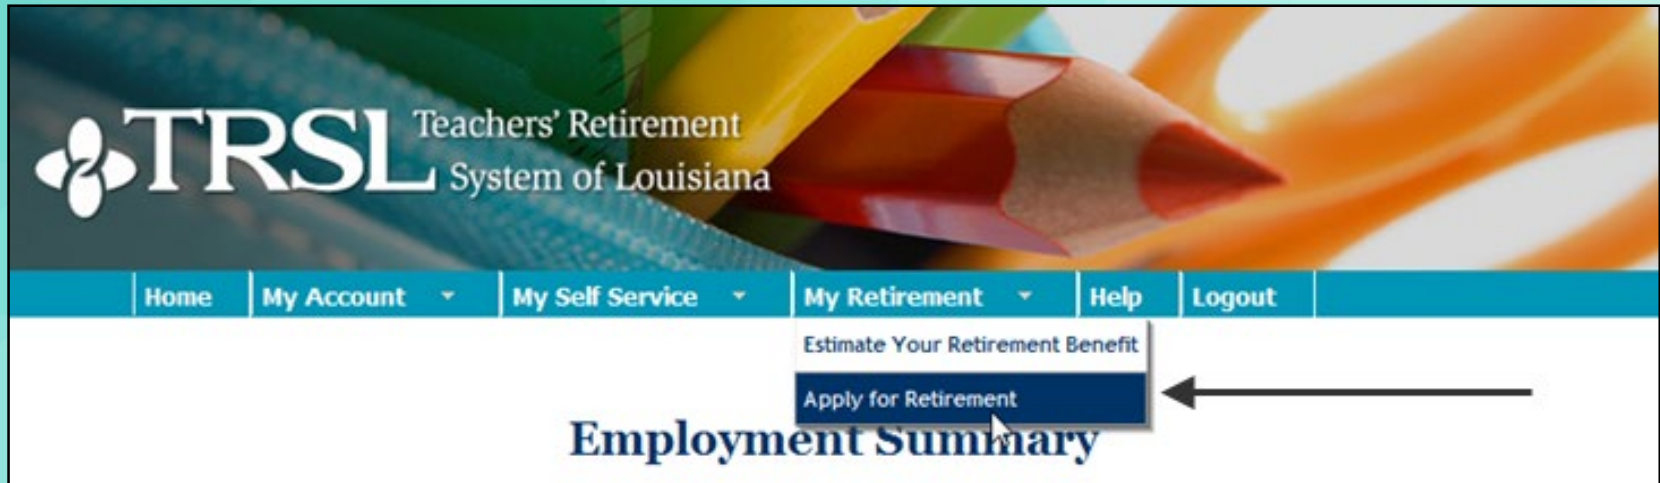 TRSL Teachers' Retirement
System of Louisiana
Home My Account My Self Service My Retirement Help Logout
Estimate Your Retirement Benefit
Apply for Retirement
Employment Summary